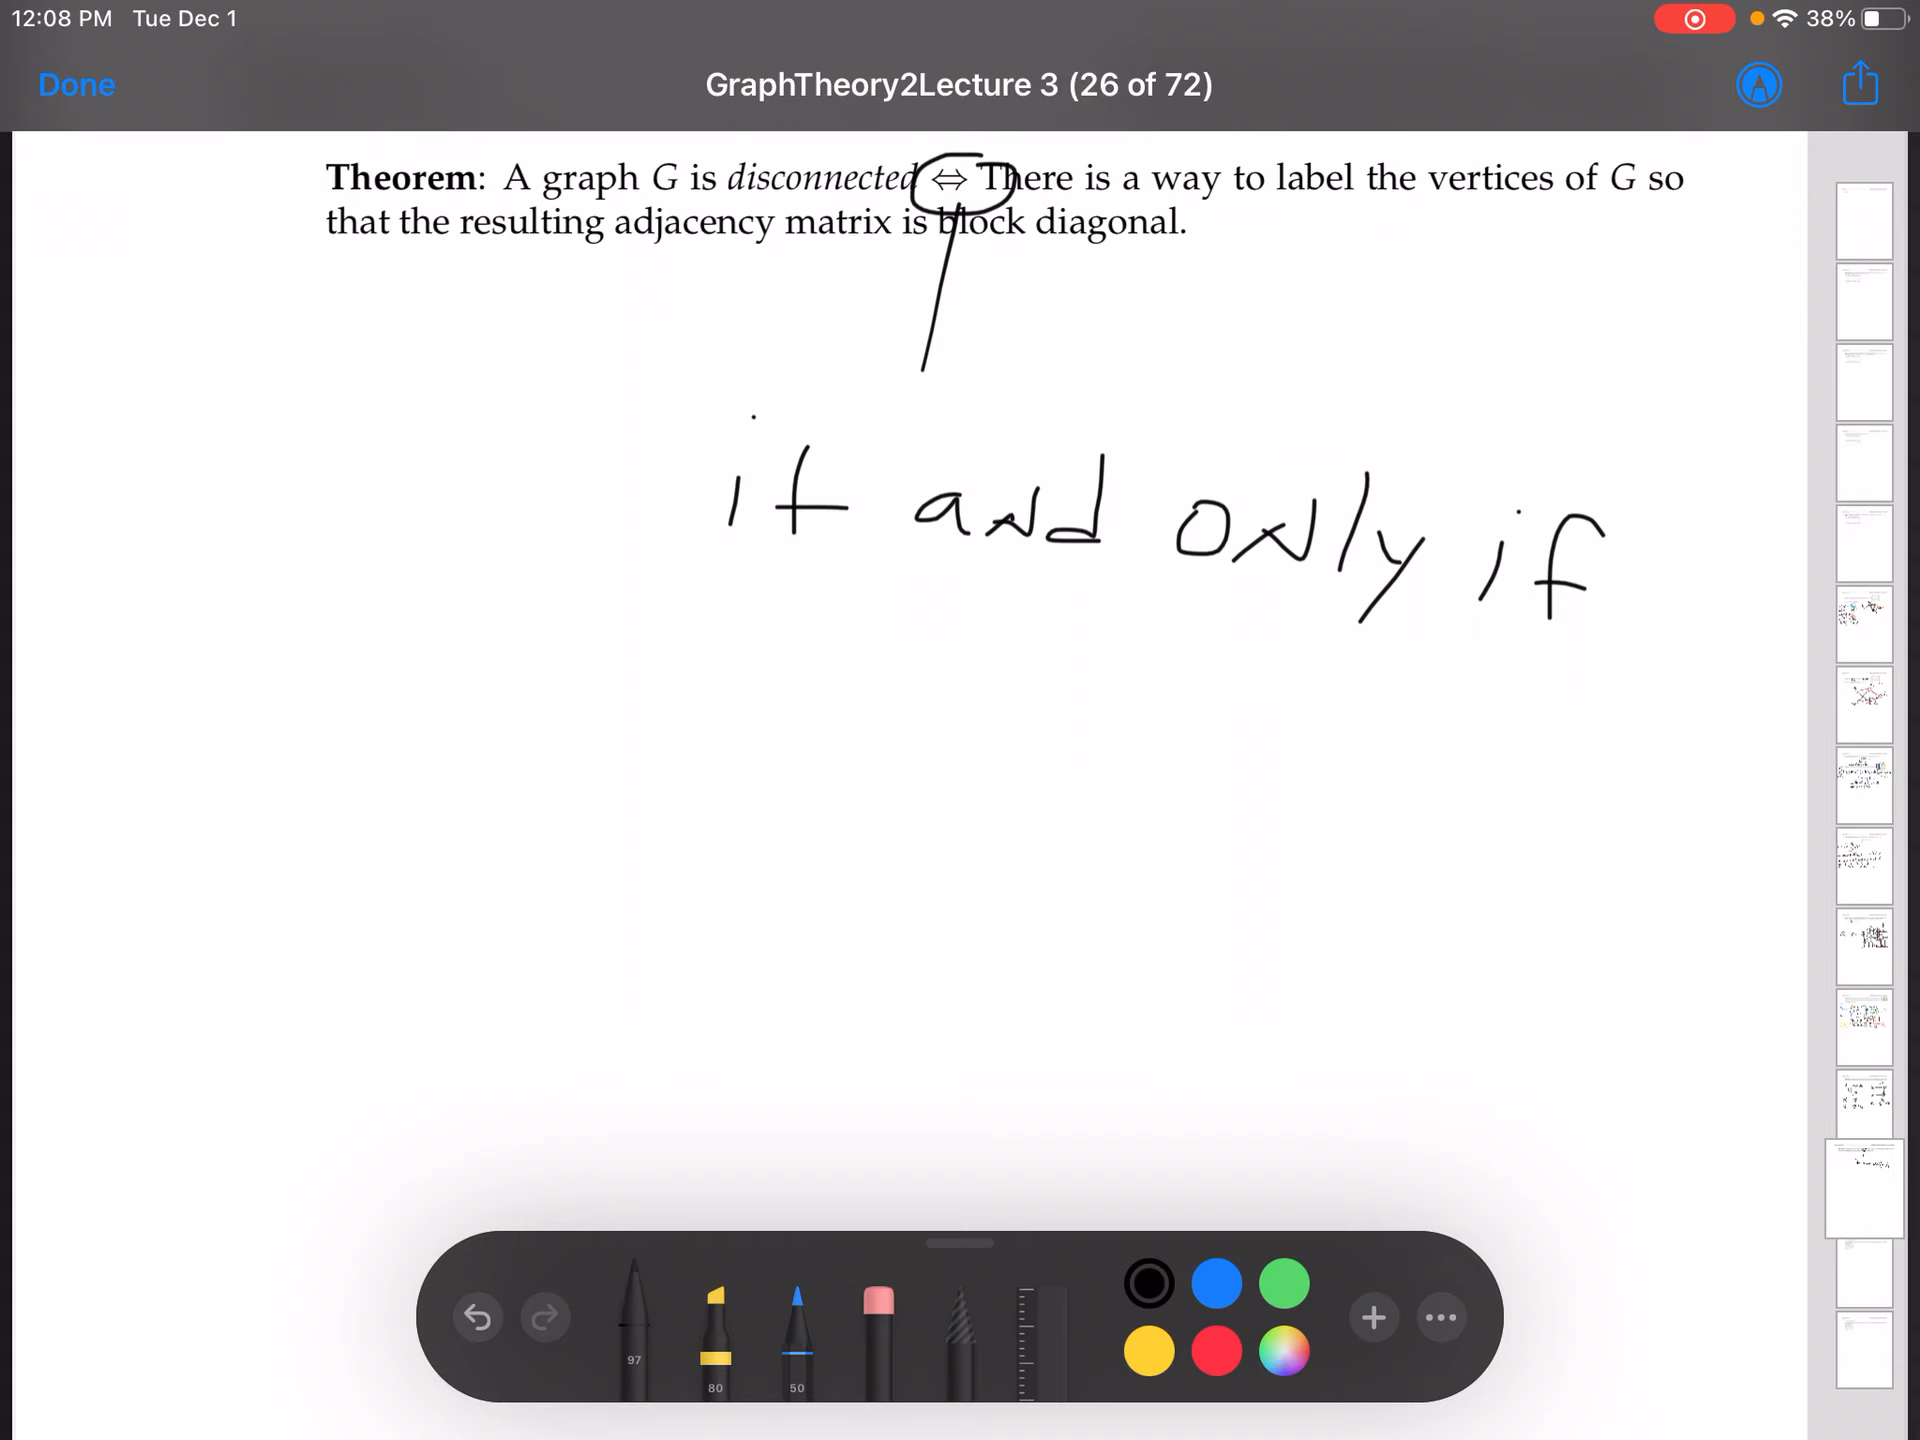 12:08 PM Tue Dec 1 38%
Done GraphTheory2Lecture 3 (26 of 72)
Theorem: A graph G is disconnected ⇔ There is a way to label the vertices of G so
that the resulting adjacency matrix is block diagonal.
if and only if
97 80 50